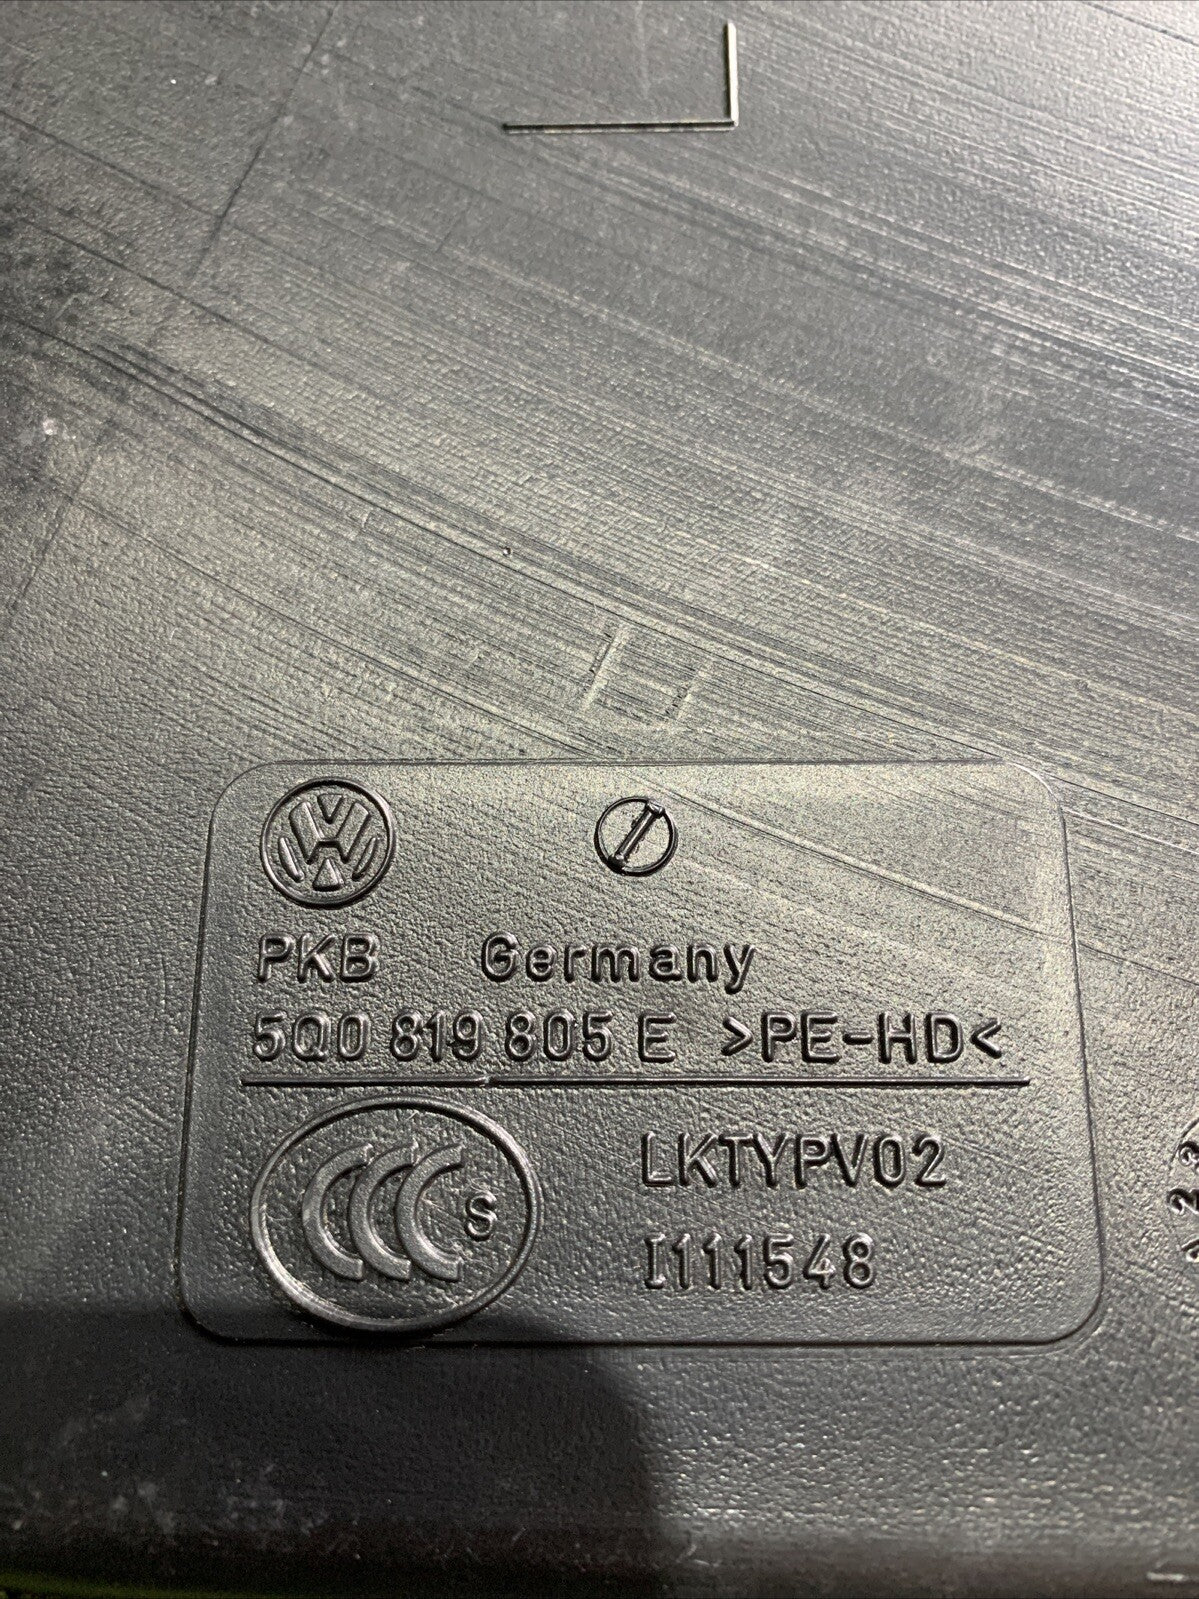 PKB Germany
5Q0 819 805 E >PE-HD<
S
LKTYPV02
I111548